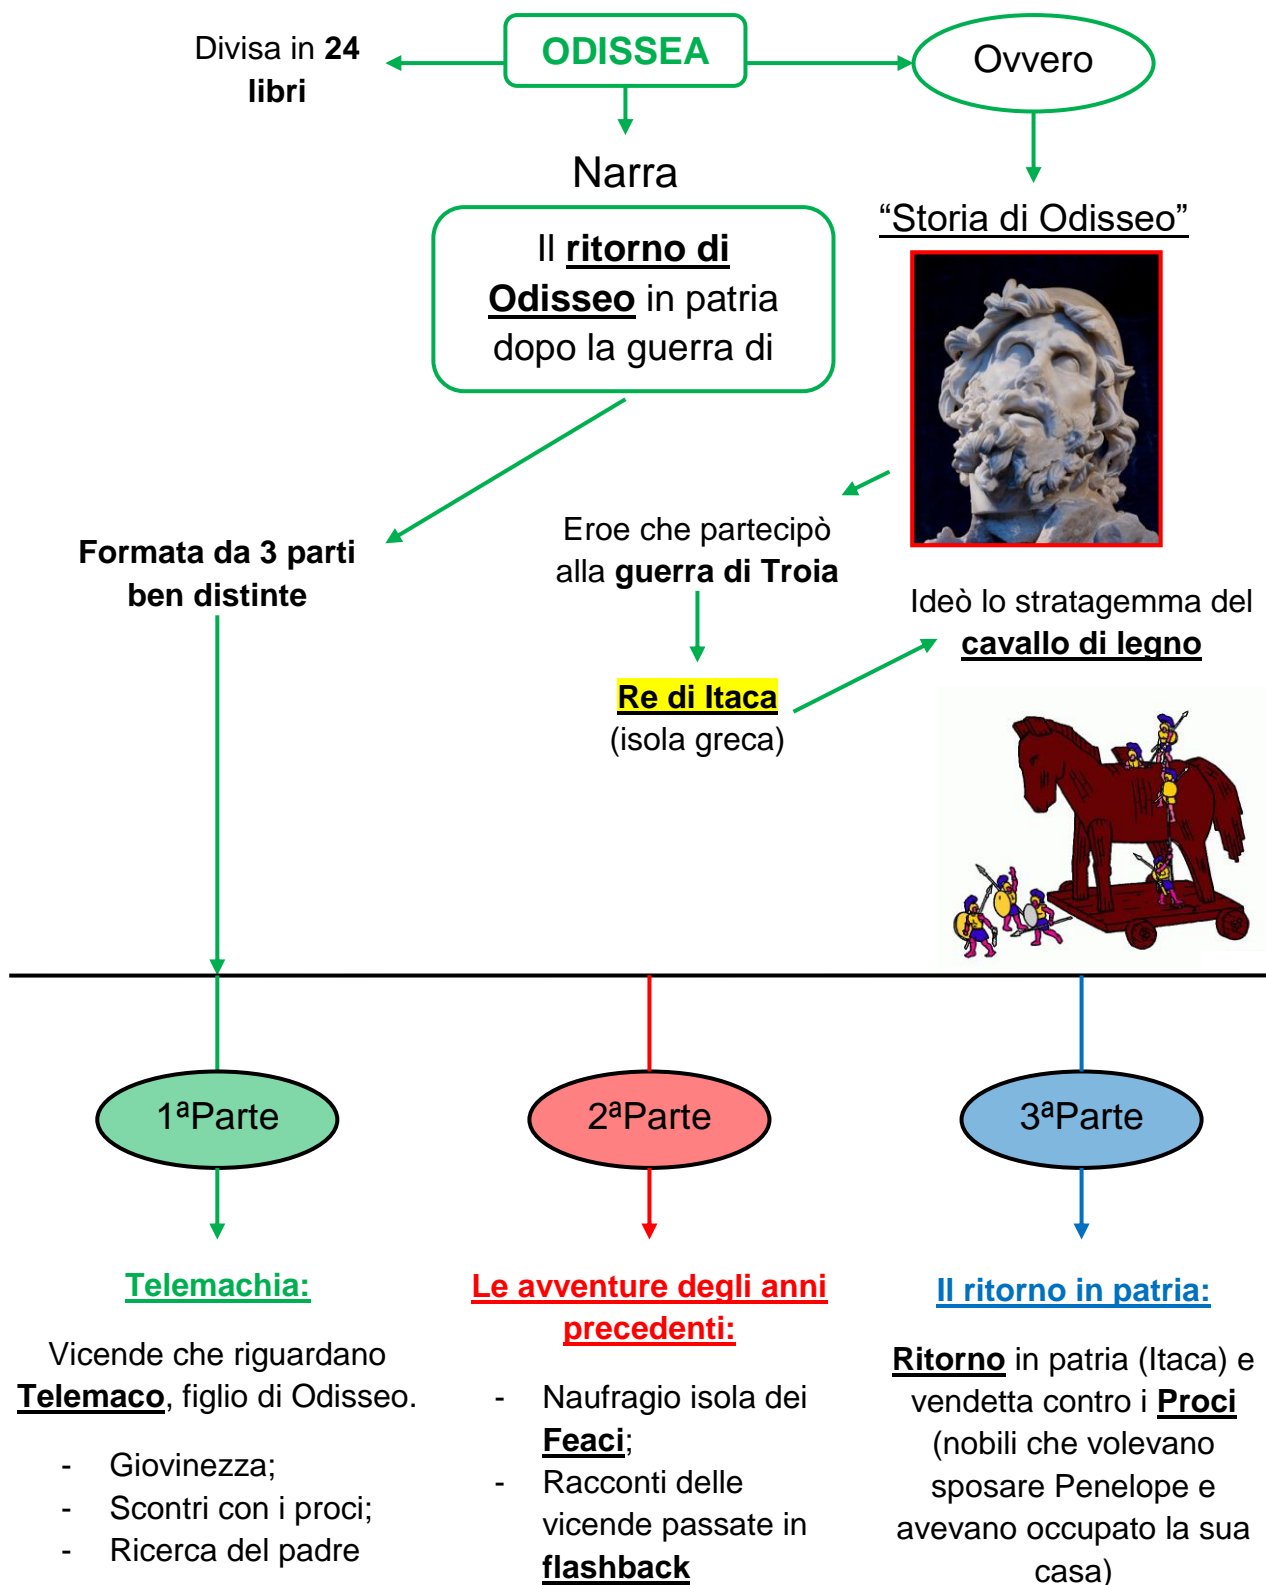 Divisa in 24
libri
ODISSEA
Ovvero
Narra
Il ritorno di
Odisseo in patria
dopo la guerra di
“Storia di Odisseo”
Eroe che partecipò
alla guerra di Troia
Formata da 3 parti
ben distinte
Re di Itaca
(isola greca)
Ideò lo stratagemma del
cavallo di legno
1ªParte
2ªParte
3ªParte
Telemachia:
Vicende che riguardano
Telemaco, figlio di Odisseo.
- Giovinezza;
- Scontri con i proci;
- Ricerca del padre
Le avventure degli anni
precedenti:
- Naufragio isola dei
Feaci;
- Racconti delle
vicende passate in
flashback
Il ritorno in patria:
Ritorno in patria (Itaca) e
vendetta contro i Proci
(nobili che volevano
sposare Penelope e
avevano occupato la sua
casa)